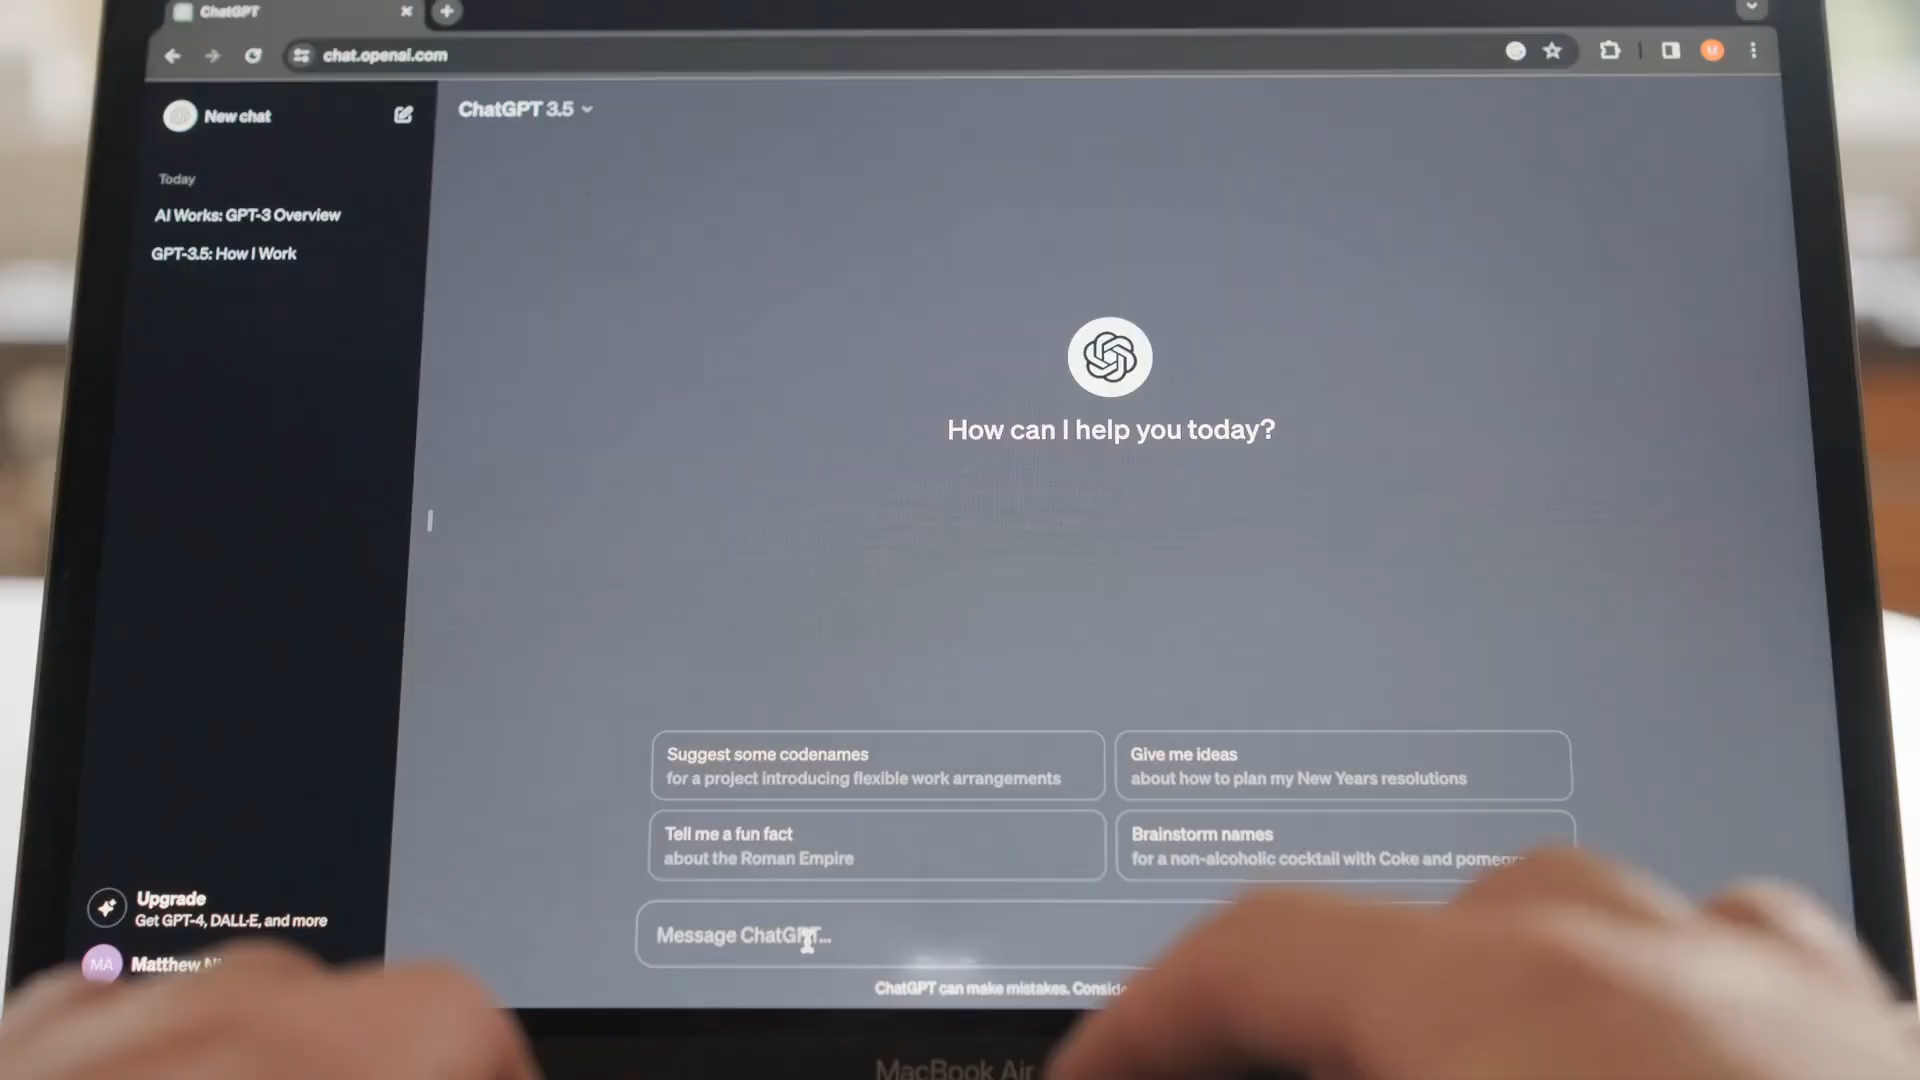 ChatGPT
chat.openai.com
New chat
ChatGPT 3.5
Today
AI Works: GPT-3 Overview
GPT-3.5: How I Work
How can I help you today?
Suggest some codenames
for a project introducing flexible work arrangements
Give me ideas
about how to plan my New Years resolutions
Tell me a fun fact
about the Roman Empire
Brainstorm names
for a non-alcoholic cocktail with Coke and
Upgrade
Get GPT-4, DALL·E, and more
Message ChatGPT...
MA
Matthew
ChatGPT can make mistakes.
MacBook Air